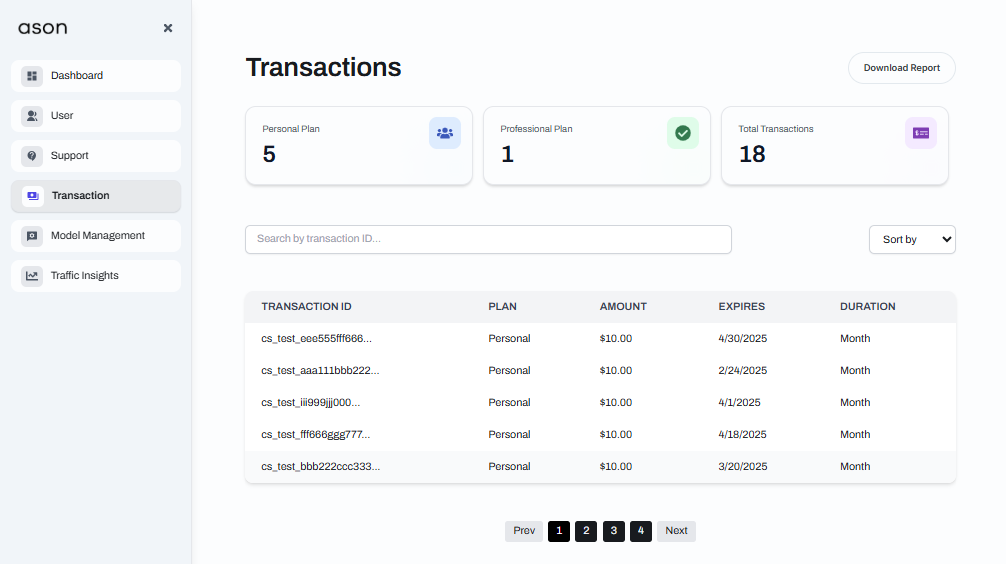 ason
Dashboard
User
Support
Transaction
Model Management
Traffic Insights
Transactions
Download Report
Personal Plan
5
Professional Plan
1
Total Transactions
18
Search by transaction ID...
Sort by
TRANSACTION ID PLAN AMOUNT EXPIRES DURATION
cs_test_eee555fff666... Personal $10.00 4/30/2025 Month
cs_test_aaa111bbb222... Personal $10.00 2/24/2025 Month
cs_test_iii999jjj000... Personal $10.00 4/1/2025 Month
cs_test_fff666ggg777... Personal $10.00 4/18/2025 Month
cs_test_bbb222ccc333... Personal $10.00 3/20/2025 Month
Prev 1 2 3 4 Next